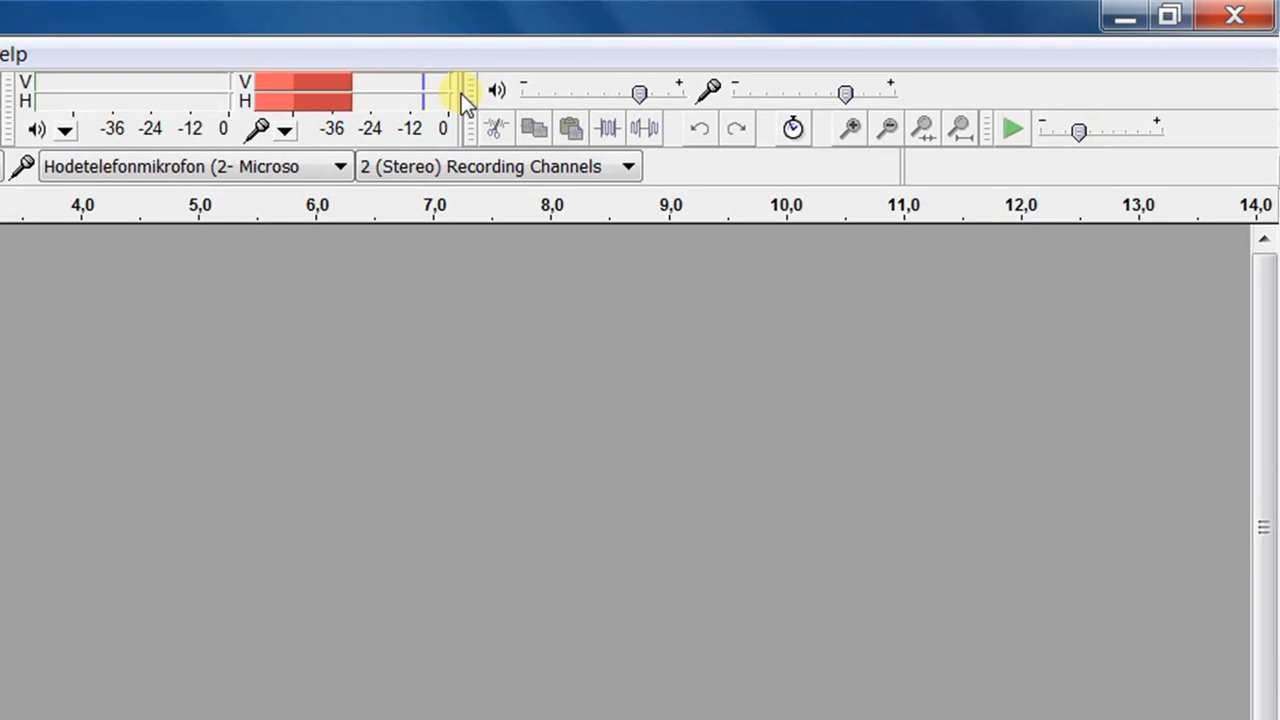 elp
V V
H H
-36 -24 -12 0 -36 -24 -12 0
- + - +
- +
Hodetelefonmikrofon (2- Microso 2 (Stereo) Recording Channels
4,0 5,0 6,0 7,0 8,0 9,0 10,0 11,0 12,0 13,0 14,0